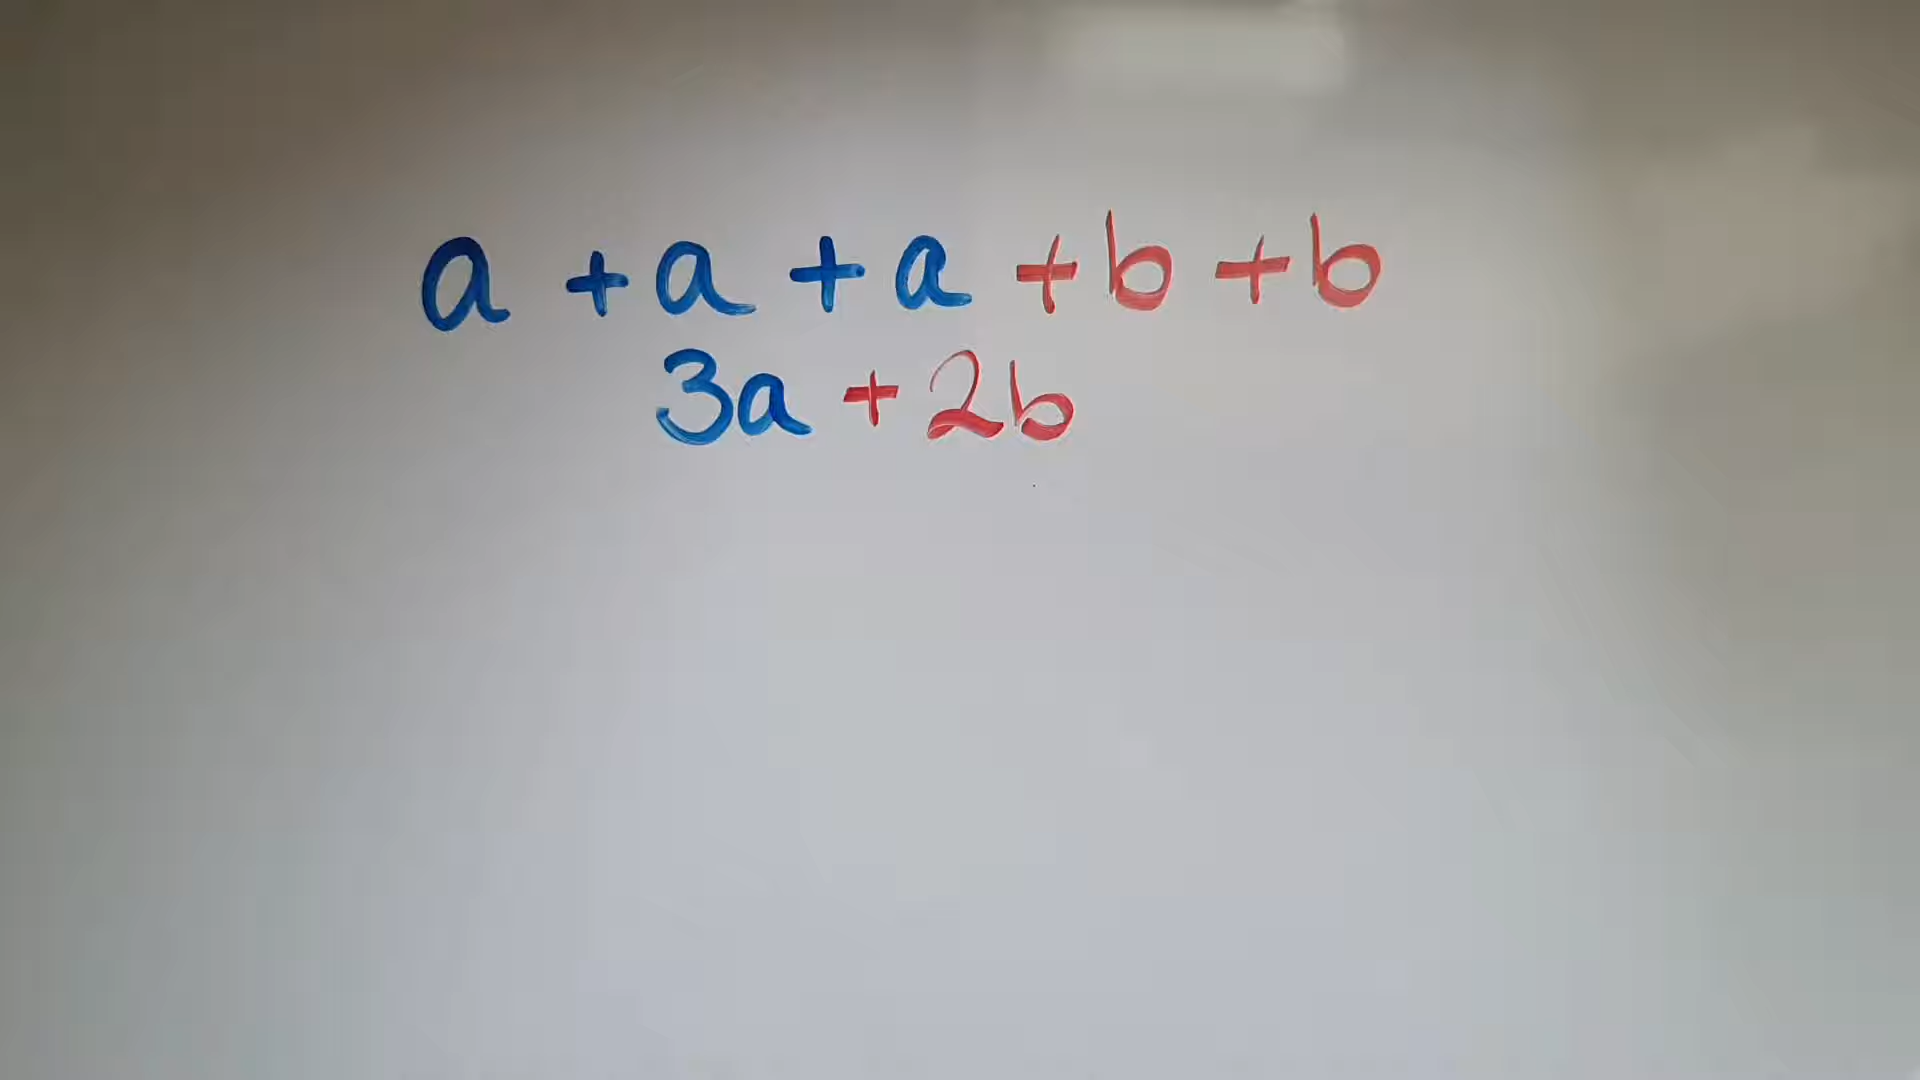 a + a + a + b + b
3a + 2b